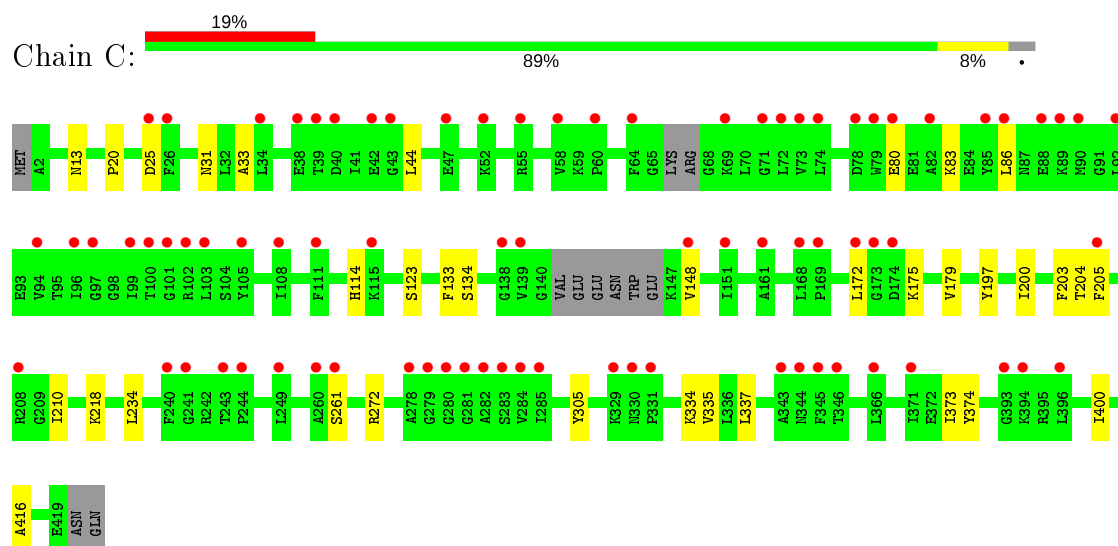 19%
Chain C:
89% 8% •
MET A2 N13 P20 D25 F26 N31 L32 A33 L34 E38 T39 D40 I41 E42 G43 L44 E47 K52 R55 V58 K59 P60 F64 G65 LYS ARG G68 K69 L70 G71 L72 V73 L74 D78 W79 E80 E81 A82 K83 E84 Y85 L86 N87 E88 K89 M90 G91
E93 V94 T95 I96 G97 G98 I99 T100 G101 R102 L103 S104 Y105 I108 F111 H114 K115 S123 F133 S134 G138 V139 G140 VAL GLU GLU ASN TRP GLU K147 V148 I151 A161 L168 P169 L172 G173 D174 K175 V179 Y197 I200 F203 T204 F205
R208 G209 I210 K218 L234 F240 G241 R242 T243 P244 L249 A260 S261 R272 A278 G279 G280 G281 A282 S283 V284 I285 Y305 K329 N330 P331 K334 V335 L336 L337 A343 N344 F345 T346 L366 I371 E372 I373 Y374 G393 K394 R395 L396 I400
A416 E419 ASN GLN